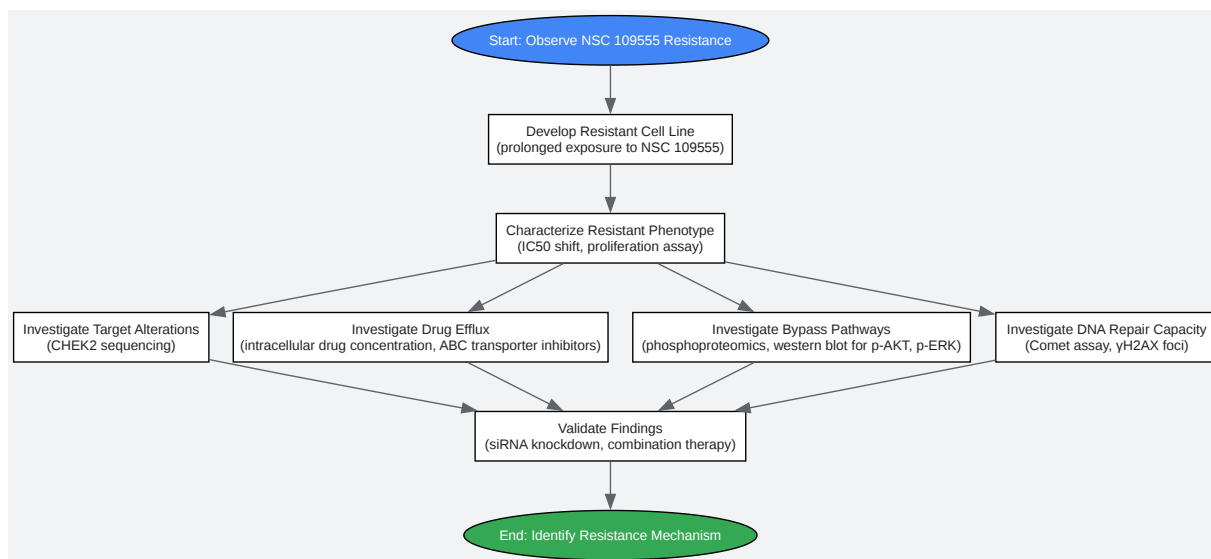 Start: Observe NSC 109555 Resistance
Develop Resistant Cell Line
(prolonged exposure to NSC 109555)
Characterize Resistant Phenotype
(IC50 shift, proliferation assay)
Investigate Target Alterations
(CHEK2 sequencing)
Investigate Drug Efflux
(intracellular drug concentration, ABC transporter inhibitors)
Investigate Bypass Pathways
(phosphoproteomics, western blot for p-AKT, p-ERK)
Investigate DNA Repair Capacity
(Comet assay, γH2AX foci)
Validate Findings
(siRNA knockdown, combination therapy)
End: Identify Resistance Mechanism